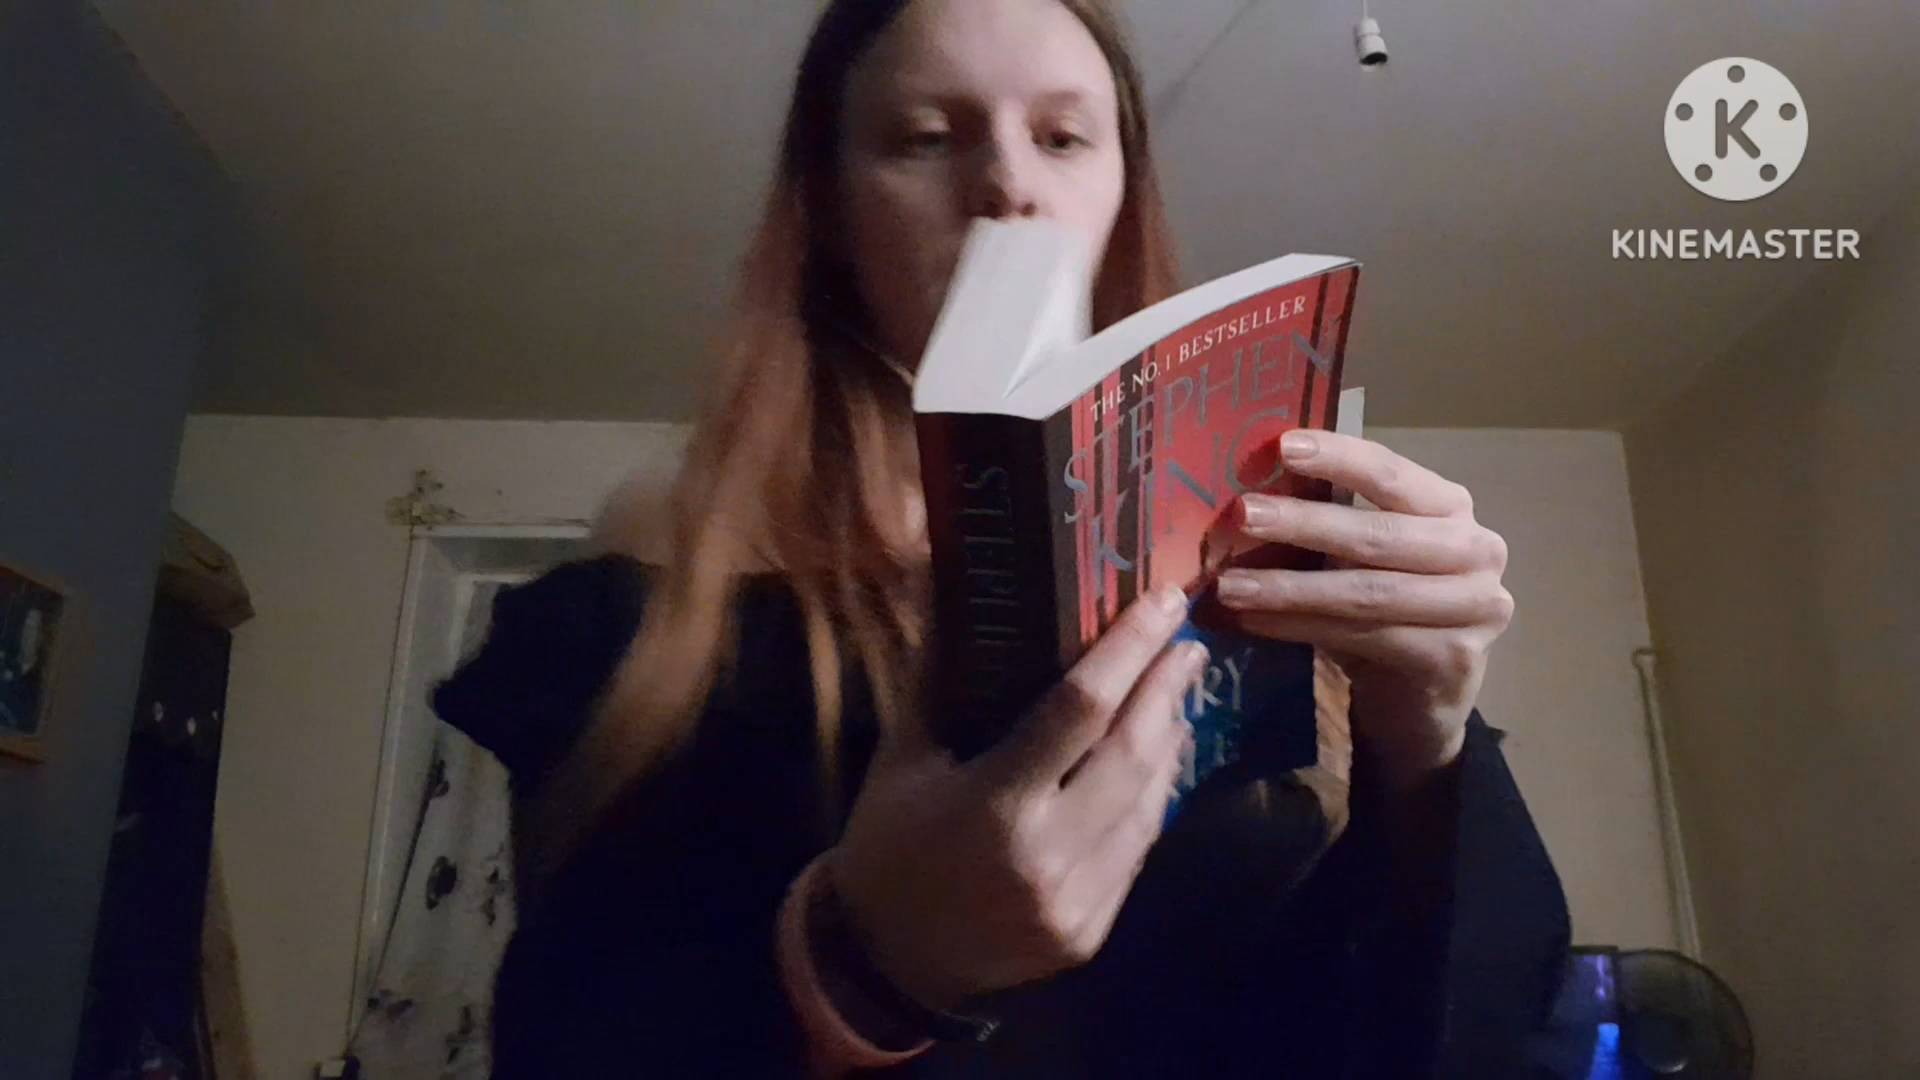 THE NO.1 BESTSELLER
STEPHEN
KING
STEPHEN
K
KINEMASTER